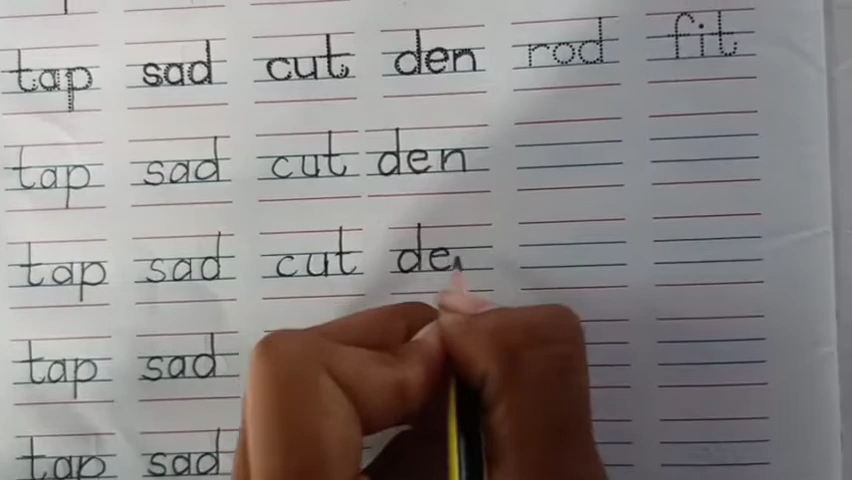 tap sad cut den rod fit
tap sad cut den
tap sad cut de
tap sad
tap sad